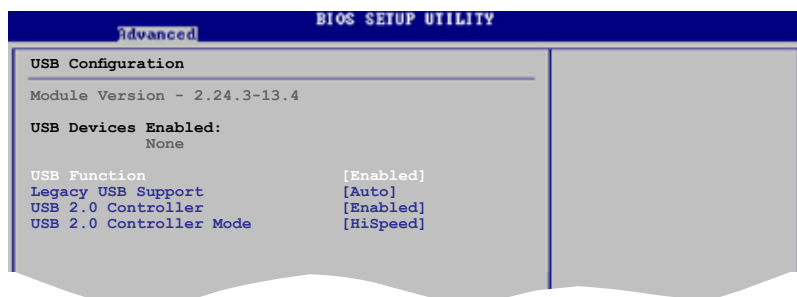 BIOS SETUP UTILITY
Advanced
USB Configuration
Module Version - 2.24.3-13.4
USB Devices Enabled:
None
USB Function [Enabled]
Legacy USB Support [Auto]
USB 2.0 Controller [Enabled]
USB 2.0 Controller Mode [HiSpeed]